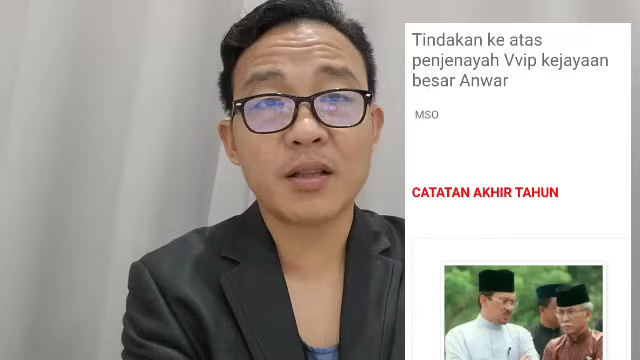 Tindakan ke atas
penjenayah Vvip kejayaan
besar Anwar
MSO
CATATAN AKHIR TAHUN